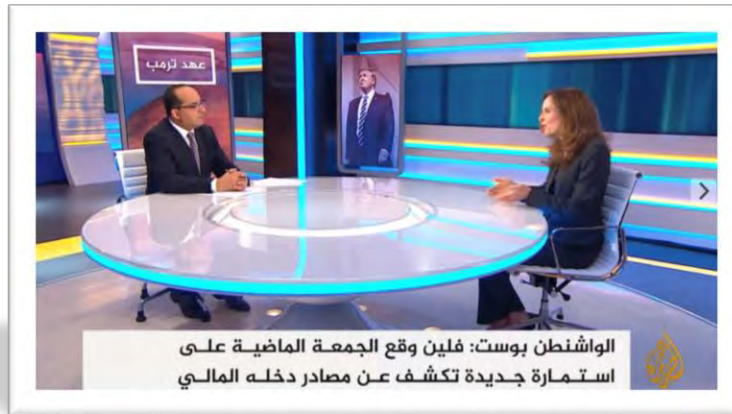 عهد ترمب
الواشنطن بوست: فلين وقع الجمعة الماضية على
استمارة جديدة تكشف عن مصادر دخله المالي